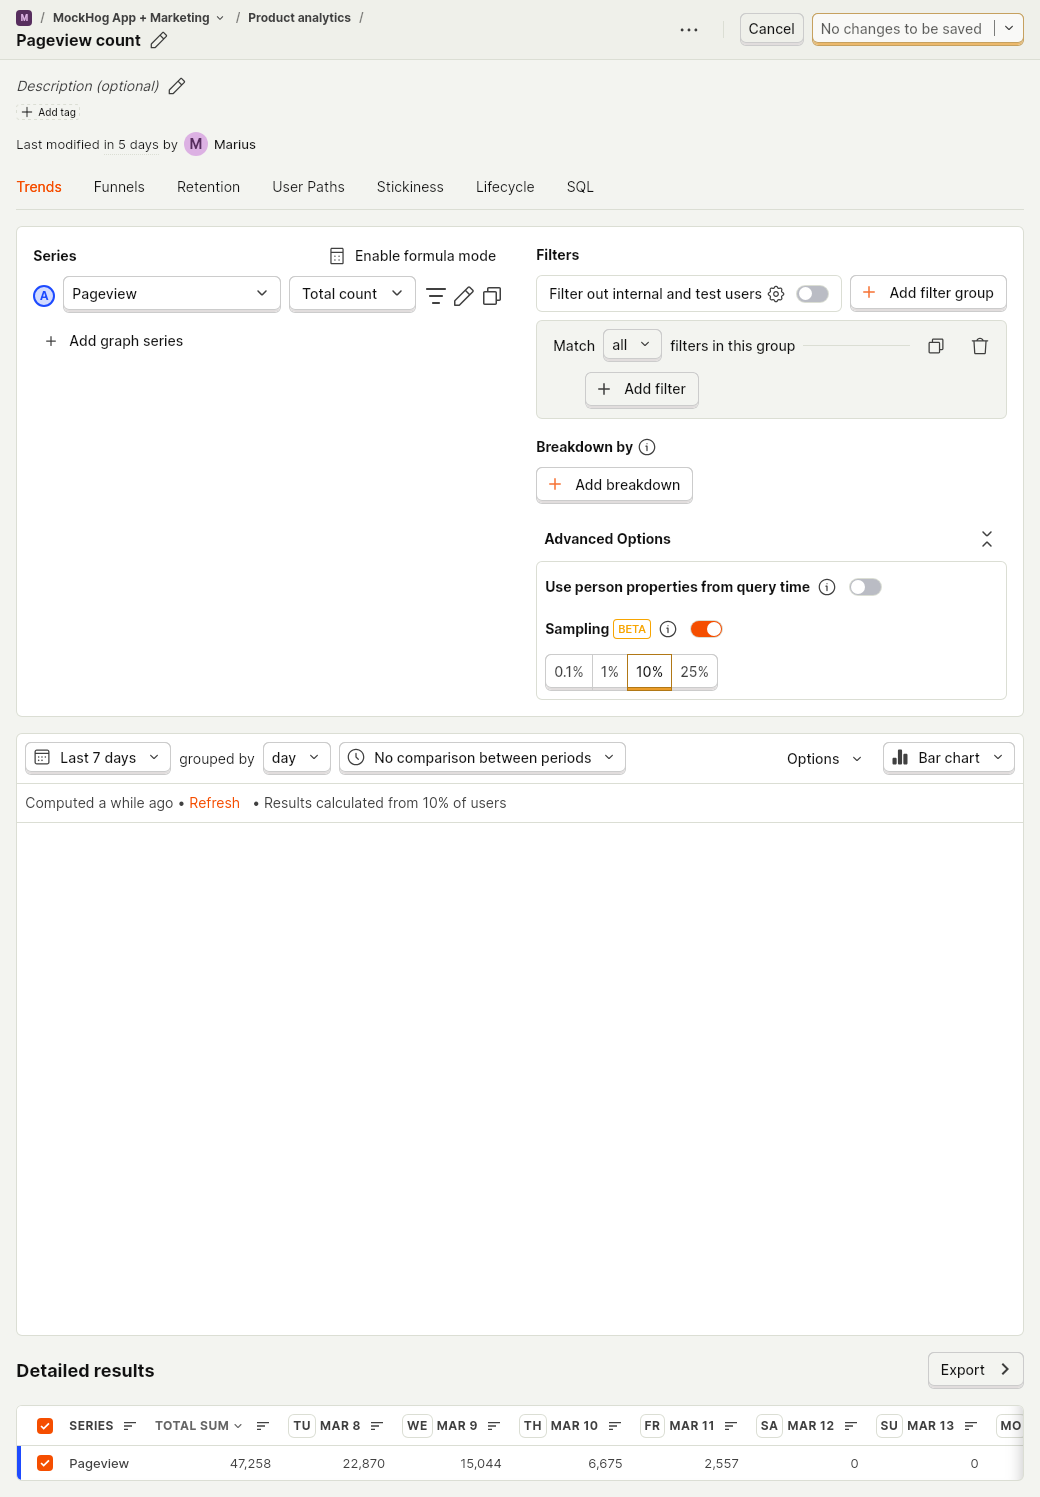 M / MockHog App + Marketing / Product analytics /
Pageview count
Cancel
No changes to be saved
Description (optional)
Add tag
Last modified in 5 days by M Marius
Trends Funnels Retention User Paths Stickiness Lifecycle SQL
Series
Enable formula mode
A Pageview Total count
Add graph series
Filters
Filter out internal and test users
Add filter group
Match all filters in this group
Add filter
Breakdown by
Add breakdown
Advanced Options
Use person properties from query time
Sampling BETA
0.1% 1% 10% 25%
Last 7 days grouped by day No comparison between periods Options Bar chart
Computed a while ago • Refresh • Results calculated from 10% of users
Detailed results
Export
SERIES TOTAL SUM TU MAR 8 WE MAR 9 TH MAR 10 FR MAR 11 SA MAR 12 SU MAR 13 MO
Pageview 47,258 22,870 15,044 6,675 2,557 0 0